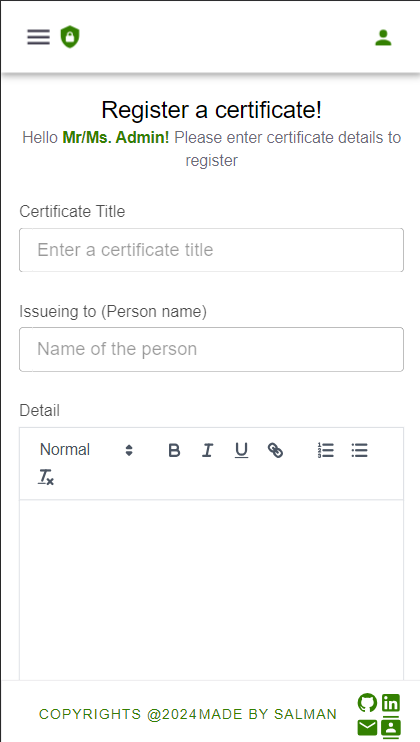 Register a certificate!
Hello Mr/Ms. Admin! Please enter certificate details to
register
Certificate Title
Enter a certificate title
Issueing to (Person name)
Name of the person
Detail
Normal
COPYRIGHTS @2024MADE BY SALMAN